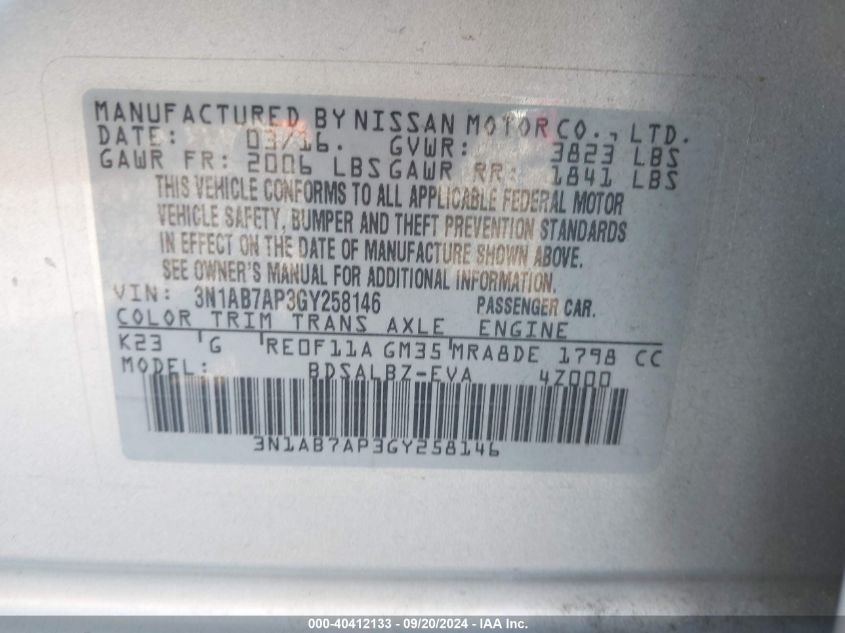 MANUFACTURED BY NISSAN MOTOR CO., LTD.
DATE: 03/16. GVWR: 3823 LBS
GAWR FR: 2006 LBS GAWR RR: 1841 LBS
THIS VEHICLE CONFORMS TO ALL APPLICABLE FEDERAL MOTOR
VEHICLE SAFETY, BUMPER AND THEFT PREVENTION STANDARDS
IN EFFECT ON THE DATE OF MANUFACTURE SHOWN ABOVE.
SEE OWNER'S MANUAL FOR ADDITIONAL INFORMATION.
VIN: 3N1AB7AP3GY258146 PASSENGER CAR.
COLOR TRIM TRANS AXLE ENGINE
K23 G RE0F11A GM35 MRA8DE 1798 CC
MODEL: BDSALBZ-EVA 4Z000
3N1AB7AP3GY258146
000-40412133 - 09/20/2024 - IAA Inc.